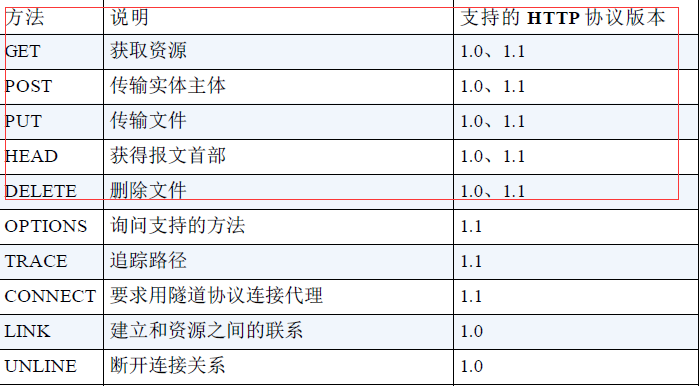 方法 说明 支持的 HTTP 协议版本
GET 获取资源 1.0、1.1
POST 传输实体主体 1.0、1.1
PUT 传输文件 1.0、1.1
HEAD 获得报文首部 1.0、1.1
DELETE 删除文件 1.0、1.1
OPTIONS 询问支持的方法 1.1
TRACE 追踪路径 1.1
CONNECT 要求用隧道协议连接代理 1.1
LINK 建立和资源之间的联系 1.0
UNLINE 断开连接关系 1.0